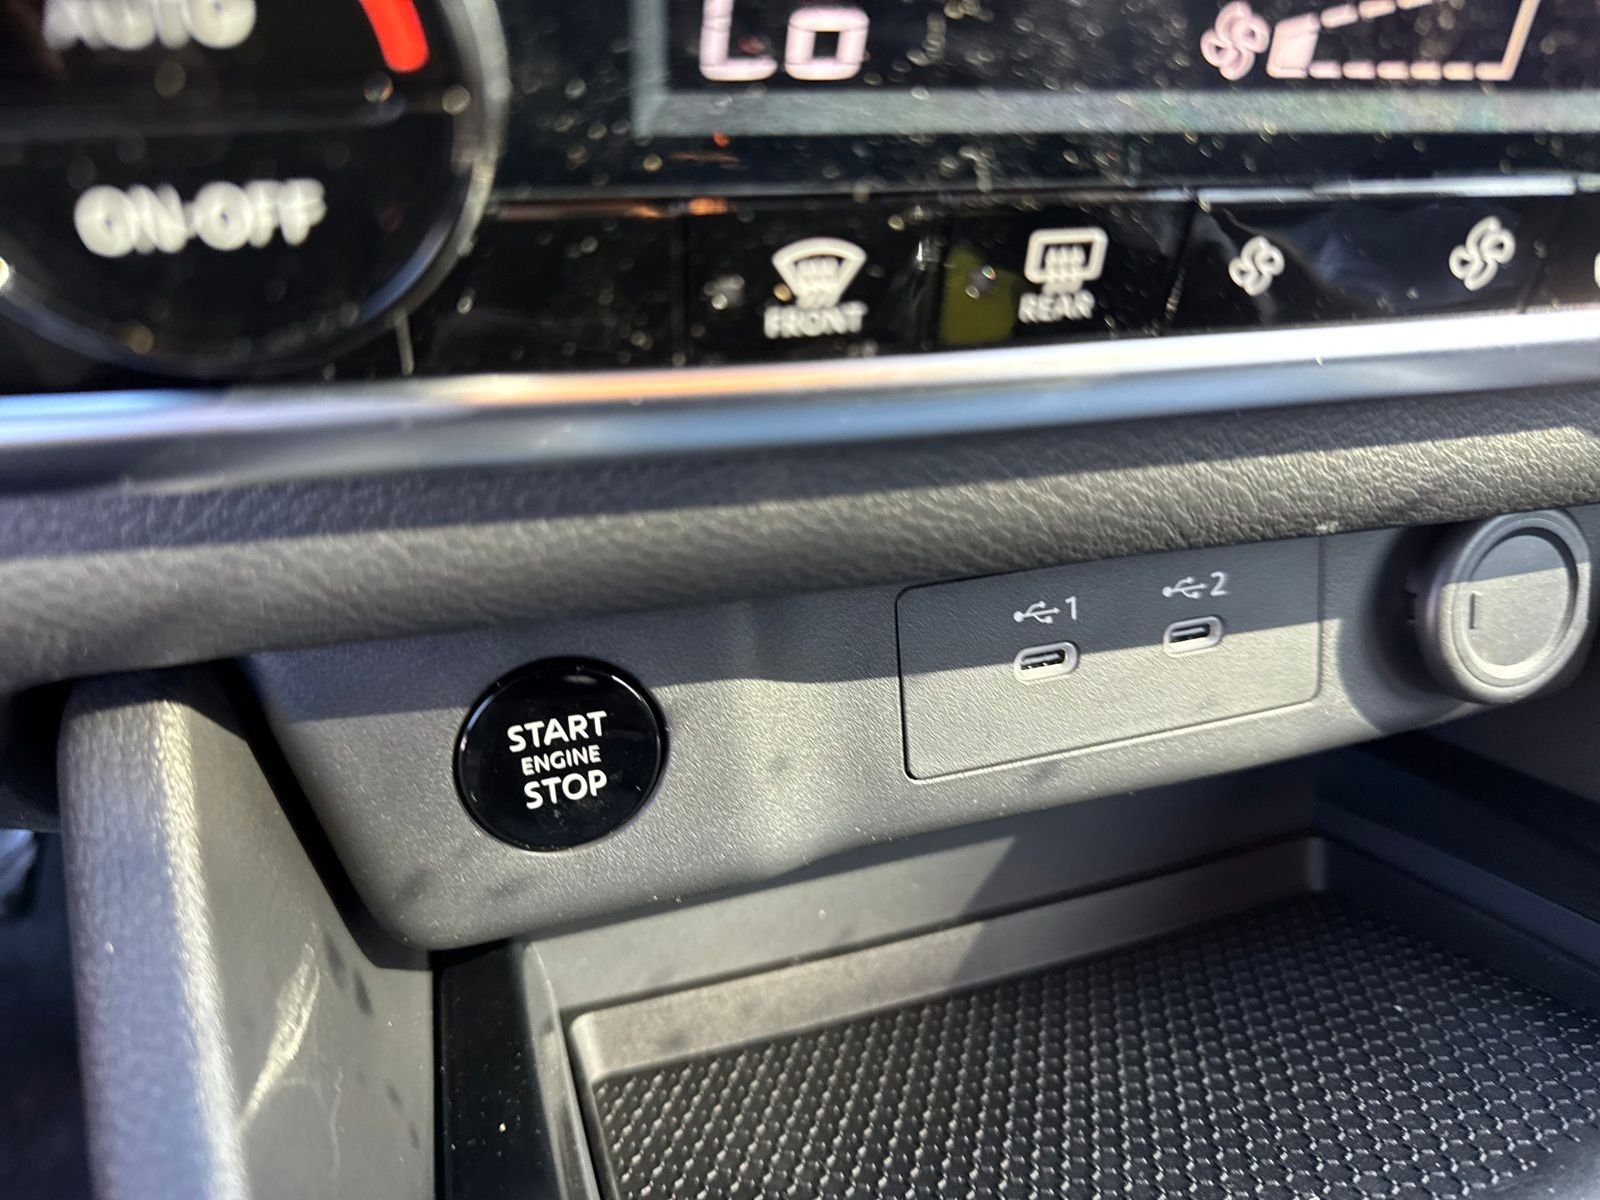 AUTO
Lo
ON·OFF
FRONT
REAR
1
2
START
ENGINE
STOP